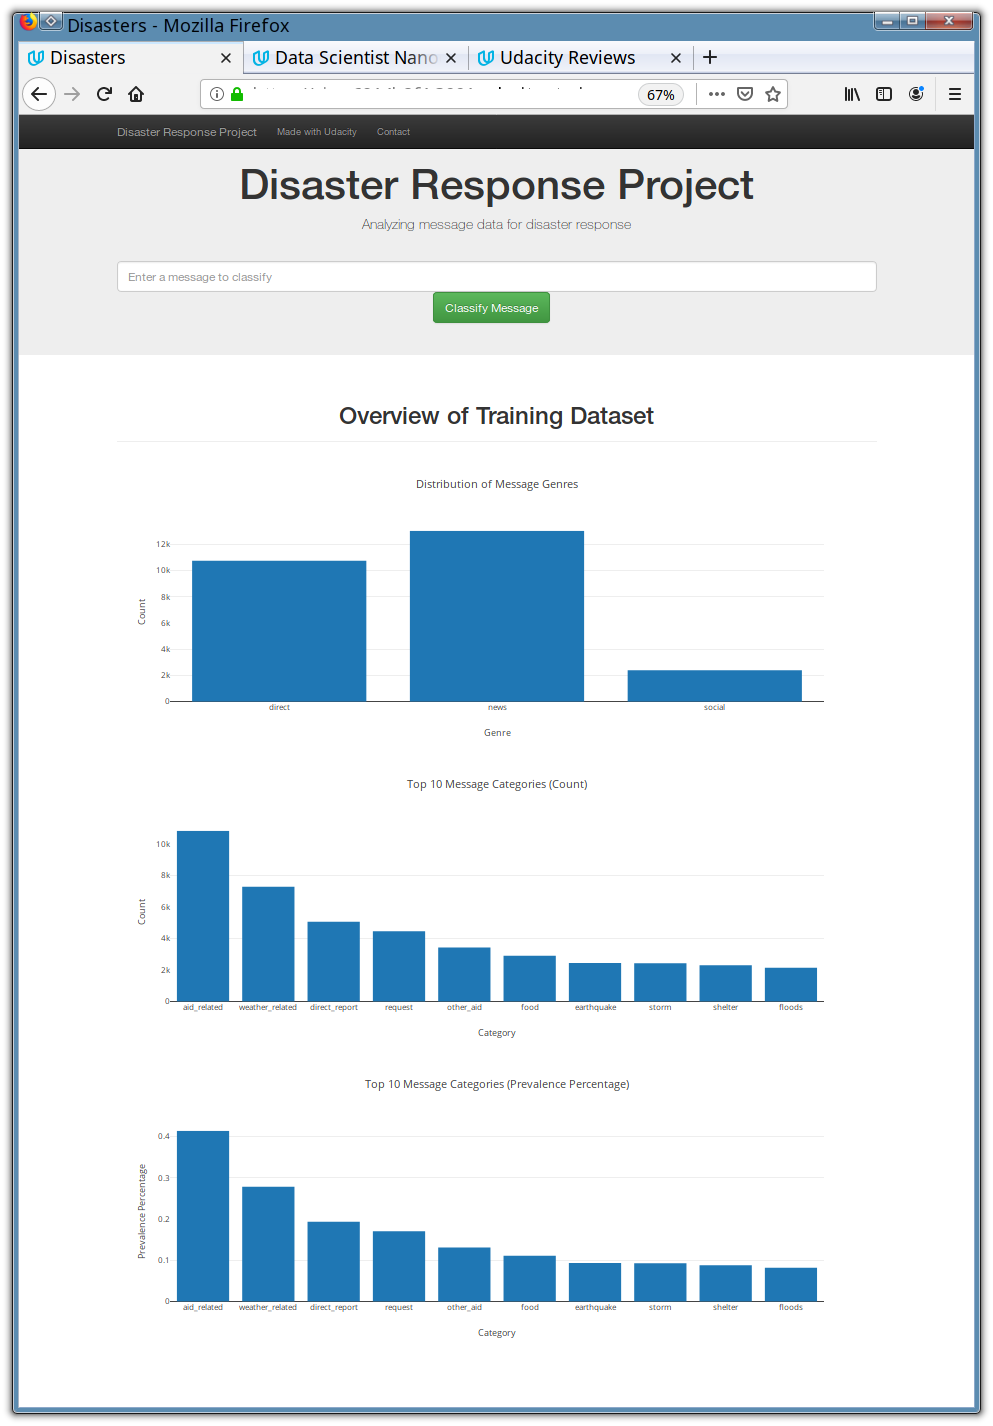 Disasters - Mozilla Firefox
Disasters
Data Scientist Nano
Udacity Reviews
67%
Disaster Response Project
Made with Udacity
Contact
Disaster Response Project
Analyzing message data for disaster response
Enter a message to classify
Classify Message
Overview of Training Dataset
Distribution of Message Genres
12k
10k
8k
6k
4k
2k
0
Count
direct
news
social
Genre
Top 10 Message Categories (Count)
10k
8k
6k
4k
2k
0
Count
aid_related
weather_related
direct_report
request
other_aid
food
earthquake
storm
shelter
floods
Category
Top 10 Message Categories (Prevalence Percentage)
0.4
0.3
0.2
0.1
0
Prevalence Percentage
aid_related
weather_related
direct_report
request
other_aid
food
earthquake
storm
shelter
floods
Category